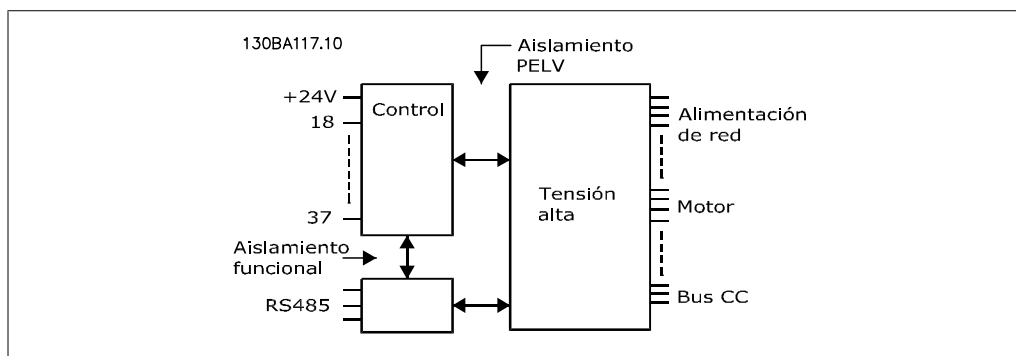 130BA117.10
Aislamiento
PELV
+24V
Control
18
Alimentación
de red
Tensión
alta
37
Motor
Aislamiento
funcional
RS485
Bus CC